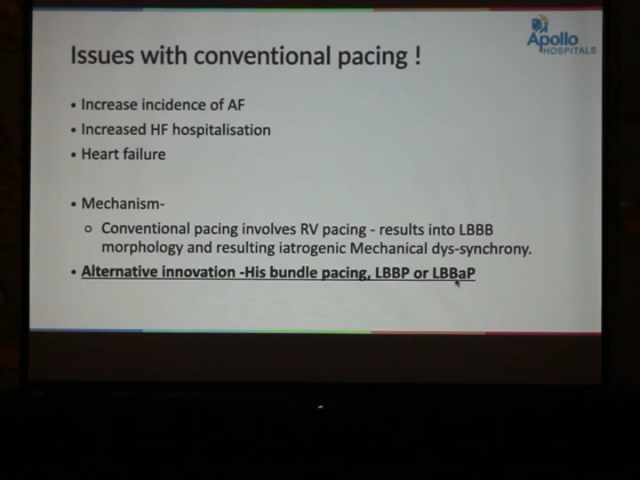 Apollo
HOSPITALS
Issues with conventional pacing !
• Increase incidence of AF
• Increased HF hospitalisation
• Heart failure
• Mechanism-
o Conventional pacing involves RV pacing - results into LBBB
morphology and resulting iatrogenic Mechanical dys-synchrony.
• Alternative innovation -His bundle pacing, LBBP or LBBaP